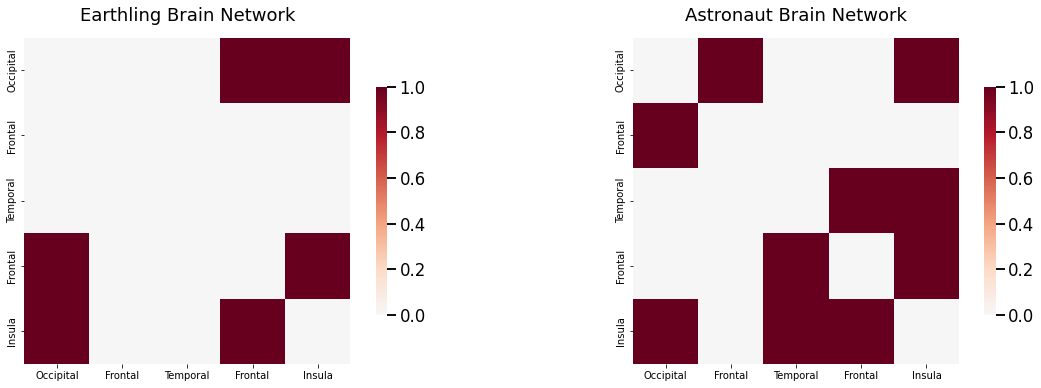 Earthling Brain Network
Occipital
Frontal
Temporal
Frontal
Insula
Occipital Frontal Temporal Frontal Insula
1.0
0.8
0.6
0.4
0.2
0.0
Astronaut Brain Network
Occipital
Frontal
Temporal
Frontal
Insula
Occipital Frontal Temporal Frontal Insula
1.0
0.8
0.6
0.4
0.2
0.0